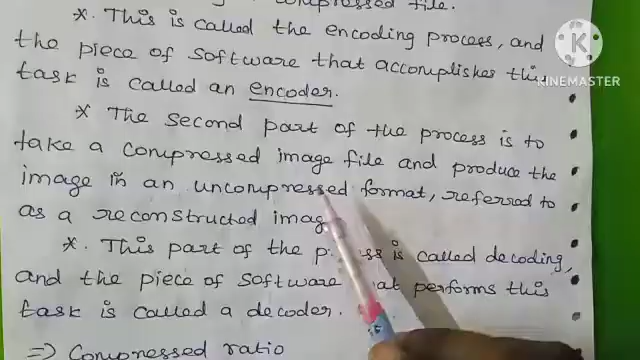 compressed file.
*. This is called the encoding process, and
the piece of software that accomplishes this
task is called an encoder.
* The second part of the process is to
take a compressed image file and produce the
image in an uncompressed format, referred to
as a reconstructed
*. This part of the is called decoding,
and the piece of software performs this
task is called a decoder.
=> Compressed ratio
K
KINEMASTER